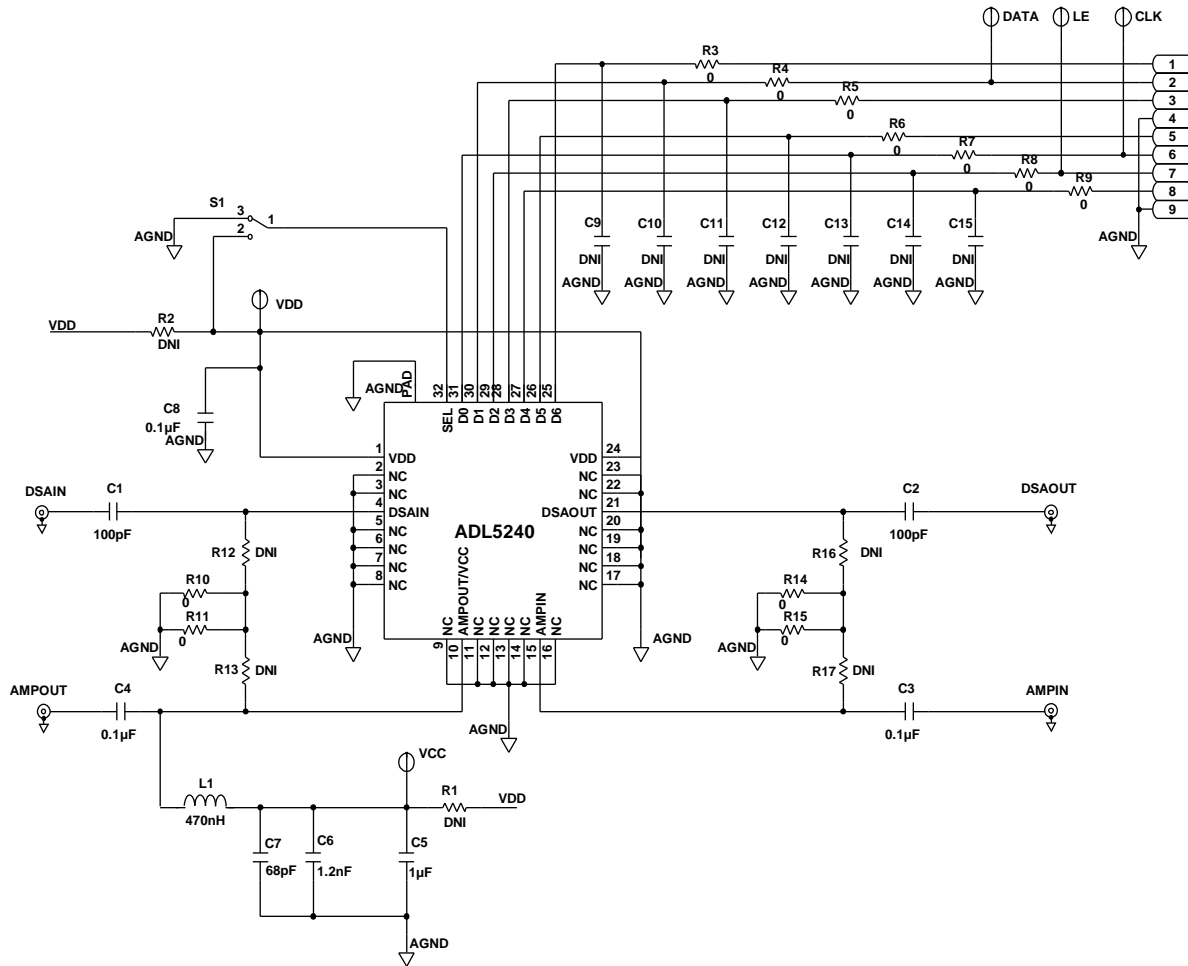 DATA
LE
CLK
R3
0
1
R4
0
2
R5
0
3
4
R6
0
5
R7
0
6
R8
0
7
R9
0
8
9
AGND
S1
3
1
2
AGND
C9
DNI
AGND
C10
DNI
AGND
C11
DNI
AGND
C12
DNI
AGND
C13
DNI
AGND
C14
DNI
AGND
C15
DNI
AGND
VDD
VDD
R2
DNI
C8
0.1µF
AGND
AGND
PAD
32
31
30
29
28
27
26
25
SEL
D0
D1
D2
D3
D4
D5
D6
1
VDD
2
NC
3
NC
4
DSAIN
5
NC
6
NC
7
NC
8
NC
ADL5240
24
VDD
23
NC
22
NC
21
DSAOUT
20
NC
19
NC
18
NC
17
NC
NC
AMPOUT/VCC
NC
NC
NC
NC
AMPIN
NC
9
10
11
12
13
14
15
16
AGND
AGND
AGND
DSAIN
C1
100pF
R12
DNI
R10
0
R11
0
AGND
R13
DNI
AMPOUT
C4
0.1µF
C2
100pF
DSAOUT
R16
DNI
R14
0
R15
0
AGND
R17
DNI
C3
0.1µF
AMPIN
VCC
L1
470nH
R1
DNI
VDD
C7
68pF
C6
1.2nF
C5
1µF
AGND